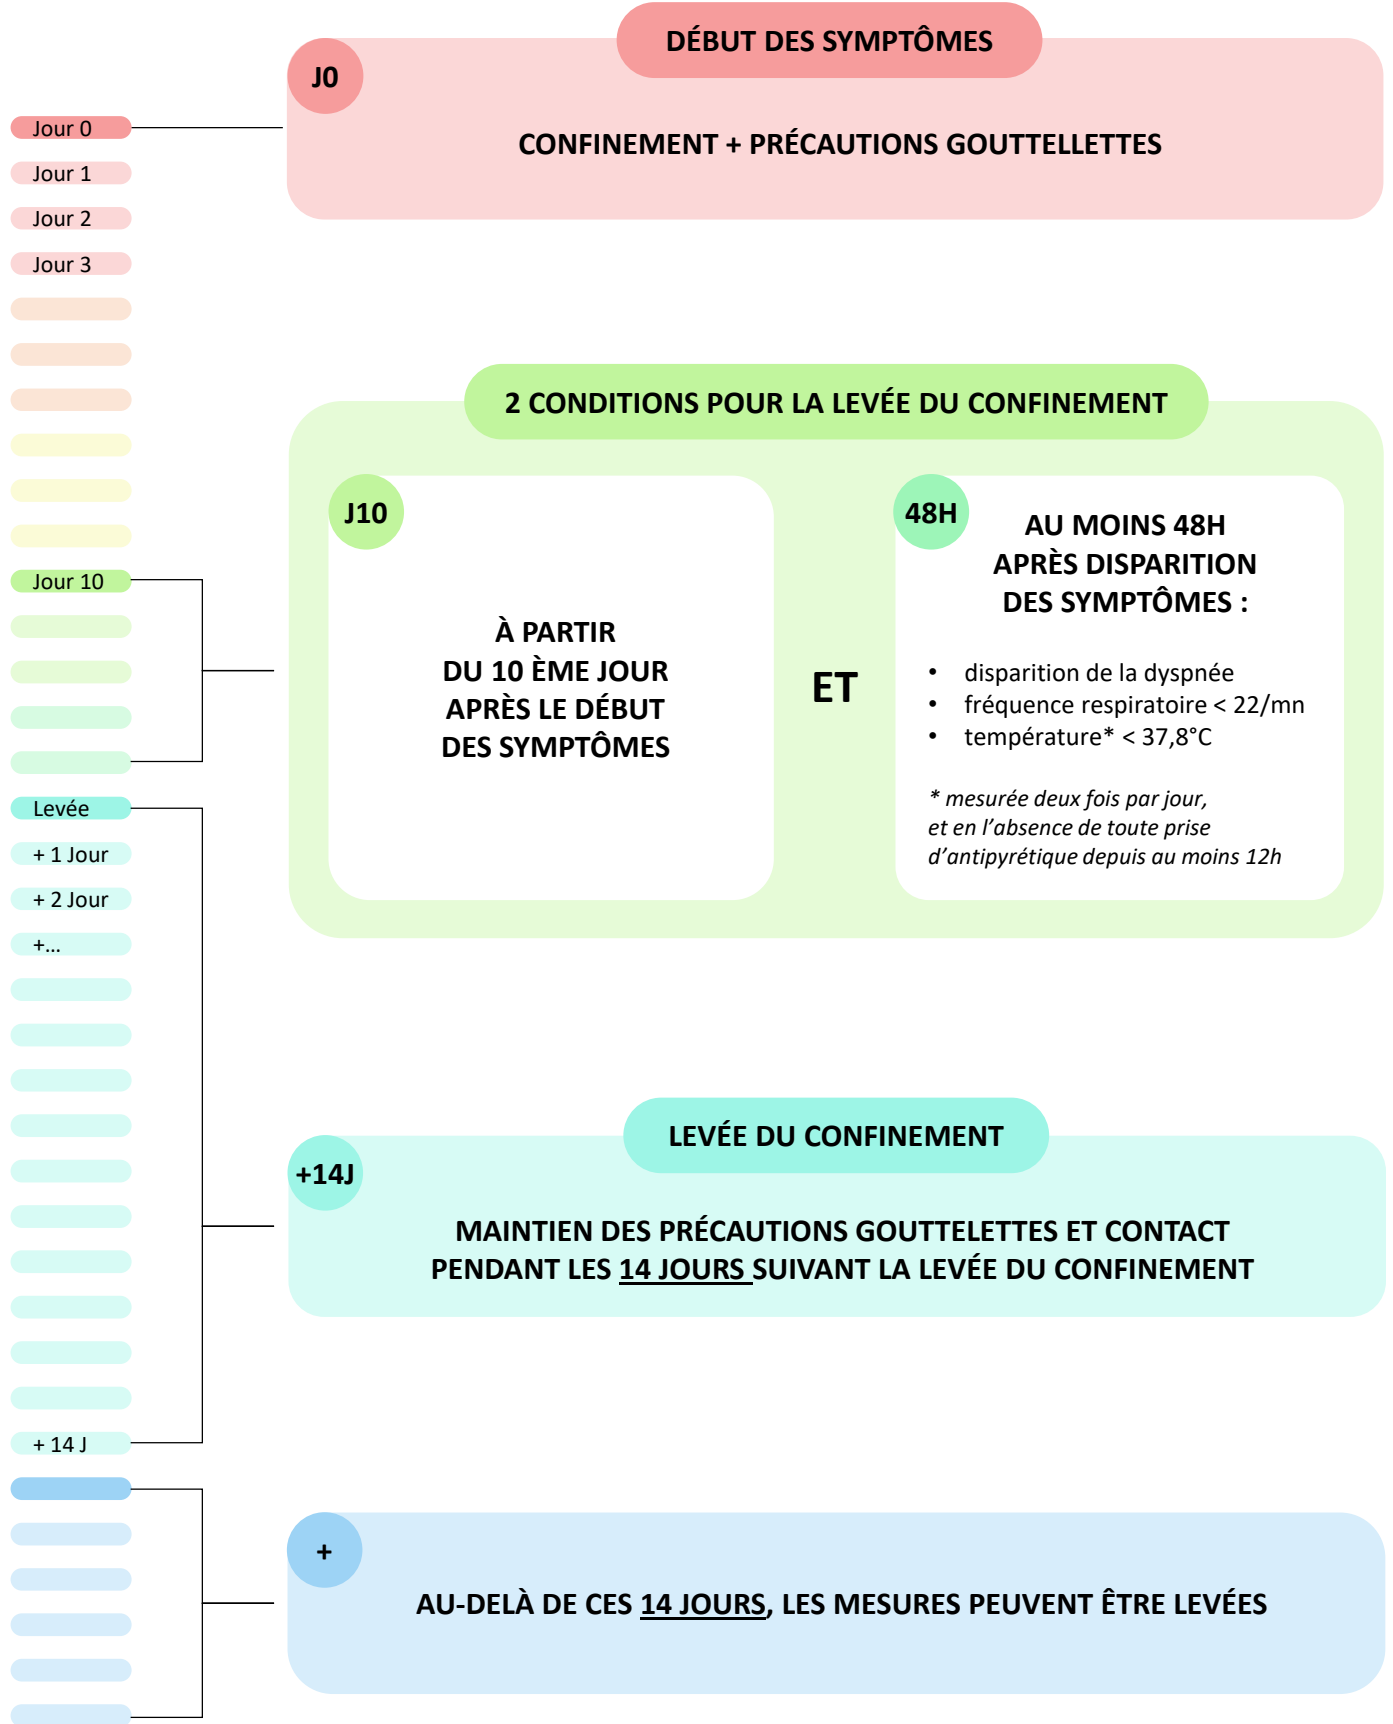 DÉBUT DES SYMPTÔMES
J0
CONFINEMENT + PRÉCAUTIONS GOUTTELLETTES
Jour 0
Jour 1
Jour 2
Jour 3
2 CONDITIONS POUR LA LEVÉE DU CONFINEMENT
J10
À PARTIR
DU 10 ÈME JOUR
APRÈS LE DÉBUT
DES SYMPTÔMES
ET
48H
AU MOINS 48H
APRÈS DISPARITION
DES SYMPTÔMES :
• disparition de la dyspnée
• fréquence respiratoire < 22/mn
• température* < 37,8°C
* mesurée deux fois par jour,
et en l’absence de toute prise
d’antipyrétique depuis au moins 12h
Jour 10
Levée
+ 1 Jour
+ 2 Jour
+...
LEVÉE DU CONFINEMENT
+14J
MAINTIEN DES PRÉCAUTIONS GOUTTELETTES ET CONTACT
PENDANT LES 14 JOURS SUIVANT LA LEVÉE DU CONFINEMENT
+ 14 J
+
AU-DELÀ DE CES 14 JOURS, LES MESURES PEUVENT ÊTRE LEVÉES